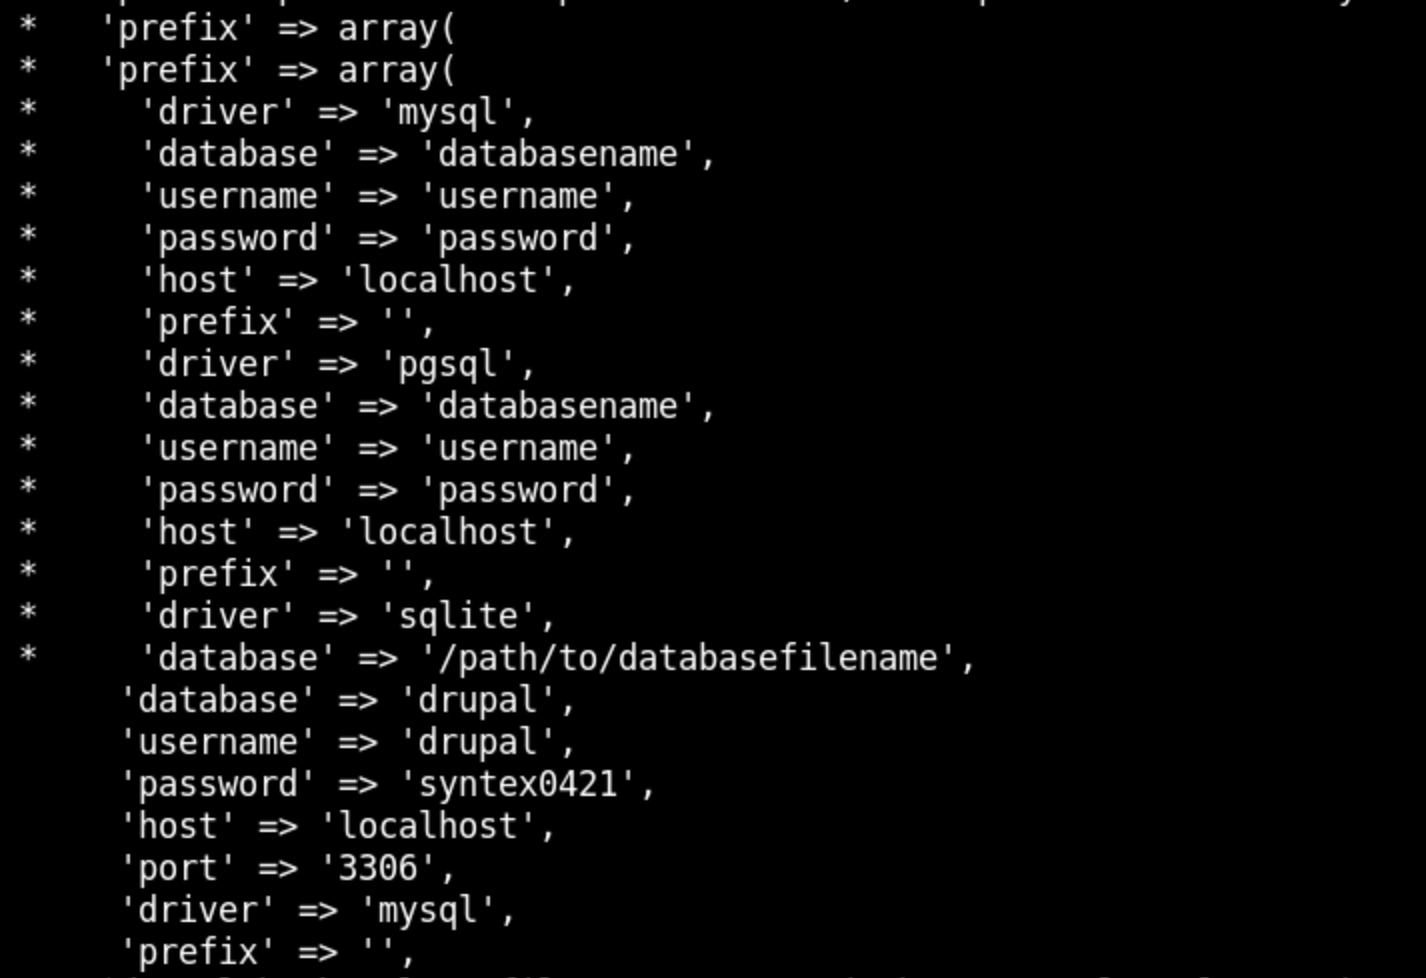 *   'prefix' => array(
*   'prefix' => array(
*     'driver' => 'mysql',
*     'database' => 'databasename',
*     'username' => 'username',
*     'password' => 'password',
*     'host' => 'localhost',
*     'prefix' => '',
*     'driver' => 'pgsql',
*     'database' => 'databasename',
*     'username' => 'username',
*     'password' => 'password',
*     'host' => 'localhost',
*     'prefix' => '',
*     'driver' => 'sqlite',
*     'database' => '/path/to/databasefilename',
     'database' => 'drupal',
     'username' => 'drupal',
     'password' => 'syntex0421',
     'host' => 'localhost',
     'port' => '3306',
     'driver' => 'mysql',
     'prefix' => '',